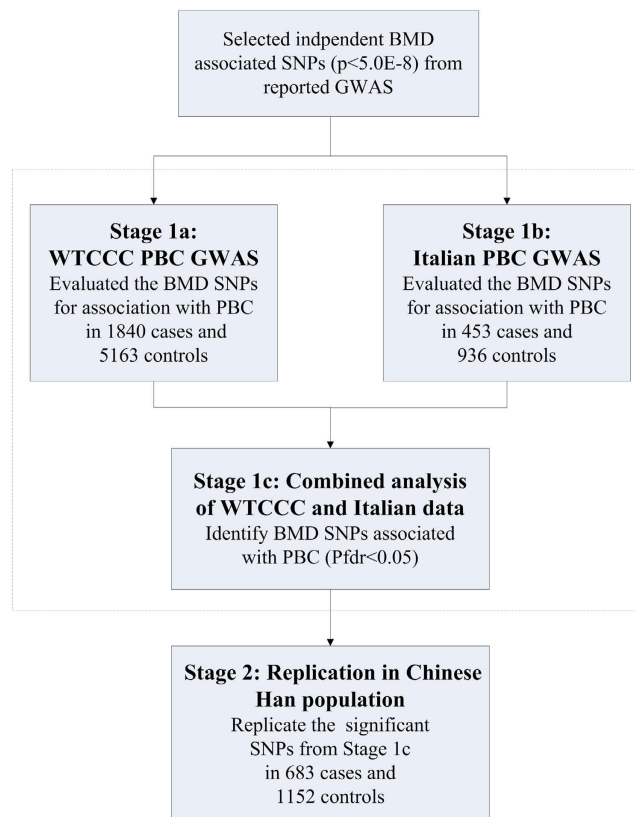 Selected indpendent BMD
associated SNPs (p<5.0E-8) from
reported GWAS
Stage 1a:
WTCCC PBC GWAS
Evaluated the BMD SNPs
for association with PBC
in 1840 cases and
5163 controls
Stage 1b:
Italian PBC GWAS
Evaluated the BMD SNPs
for association with PBC
in 453 cases and
936 controls
Stage 1c: Combined analysis
of WTCCC and Italian data
Identify BMD SNPs associated
with PBC (Pfdr<0.05)
Stage 2: Replication in Chinese
Han population
Replicate the significant
SNPs from Stage 1c
in 683 cases and
1152 controls